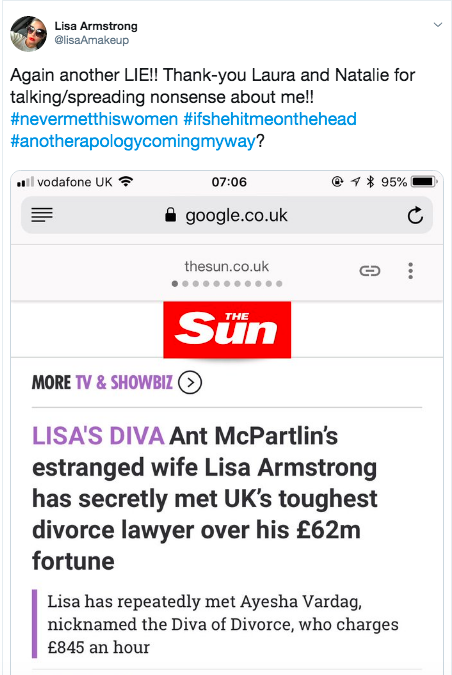 Lisa Armstrong
@lisaAmakeup
Again another LIE!! Thank-you Laura and Natalie for
talking/spreading nonsense about me!!
#nevermetthiswomen #ifshehitmeonthehead
#anotherapologycomingmyway?
vodafone UK 07:06 95%
google.co.uk
thesun.co.uk
THE
Sun
MORE TV & SHOWBIZ
LISA'S DIVA Ant McPartlin's
estranged wife Lisa Armstrong
has secretly met UK's toughest
divorce lawyer over his £62m
fortune
Lisa has repeatedly met Ayesha Vardag,
nicknamed the Diva of Divorce, who charges
£845 an hour